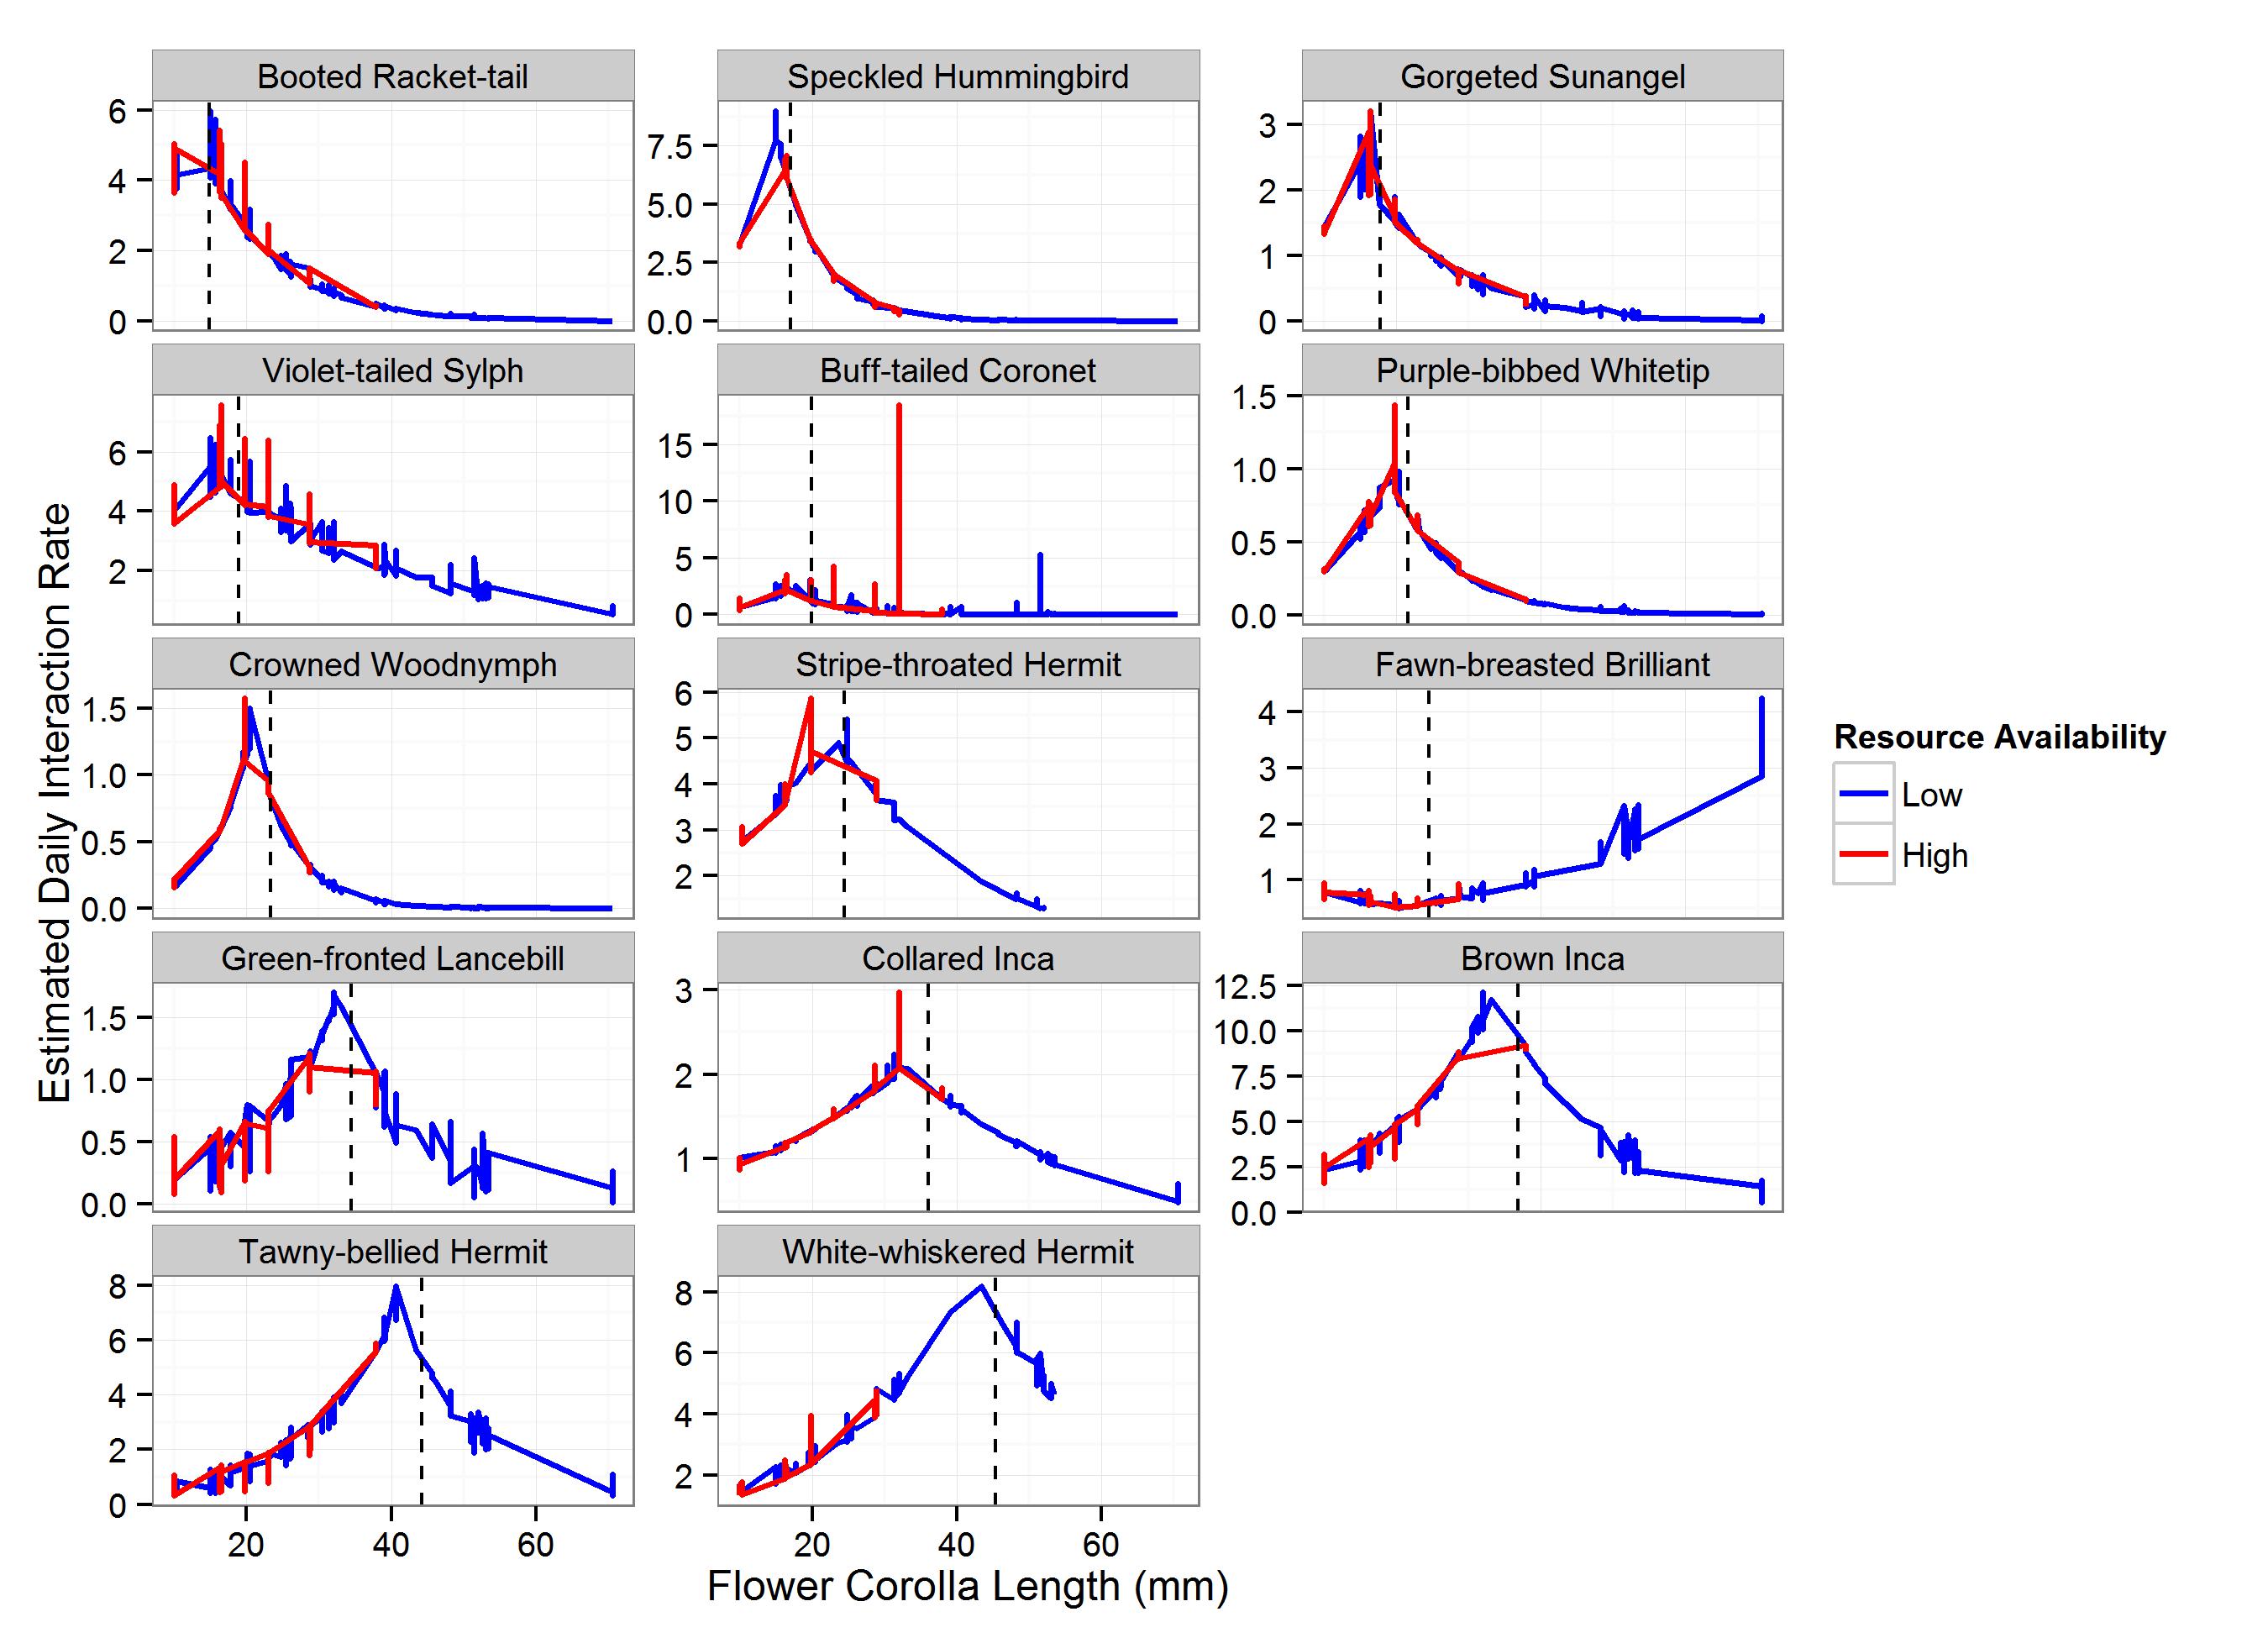 Booted Racket-tail
Speckled Hummingbird
Gorgeted Sunangel
6
4
2
0
7.5
5.0
2.5
0.0
3
2
1
0
Violet-tailed Sylph
Buff-tailed Coronet
Purple-bibbed Whitetip
6
4
2
15
10
5
0
1.5
1.0
0.5
0.0
Crowned Woodnymph
Stripe-throated Hermit
Fawn-breasted Brilliant
1.5
1.0
0.5
0.0
6
5
4
3
2
4
3
2
1
Green-fronted Lancebill
Collared Inca
Brown Inca
1.5
1.0
0.5
0.0
3
2
1
12.5
10.0
7.5
5.0
2.5
0.0
Tawny-bellied Hermit
White-whiskered Hermit
8
6
4
2
0
8
6
4
2
20 40 60
20 40 60
Flower Corolla Length (mm)
Estimated Daily Interaction Rate
Resource Availability
Low
High